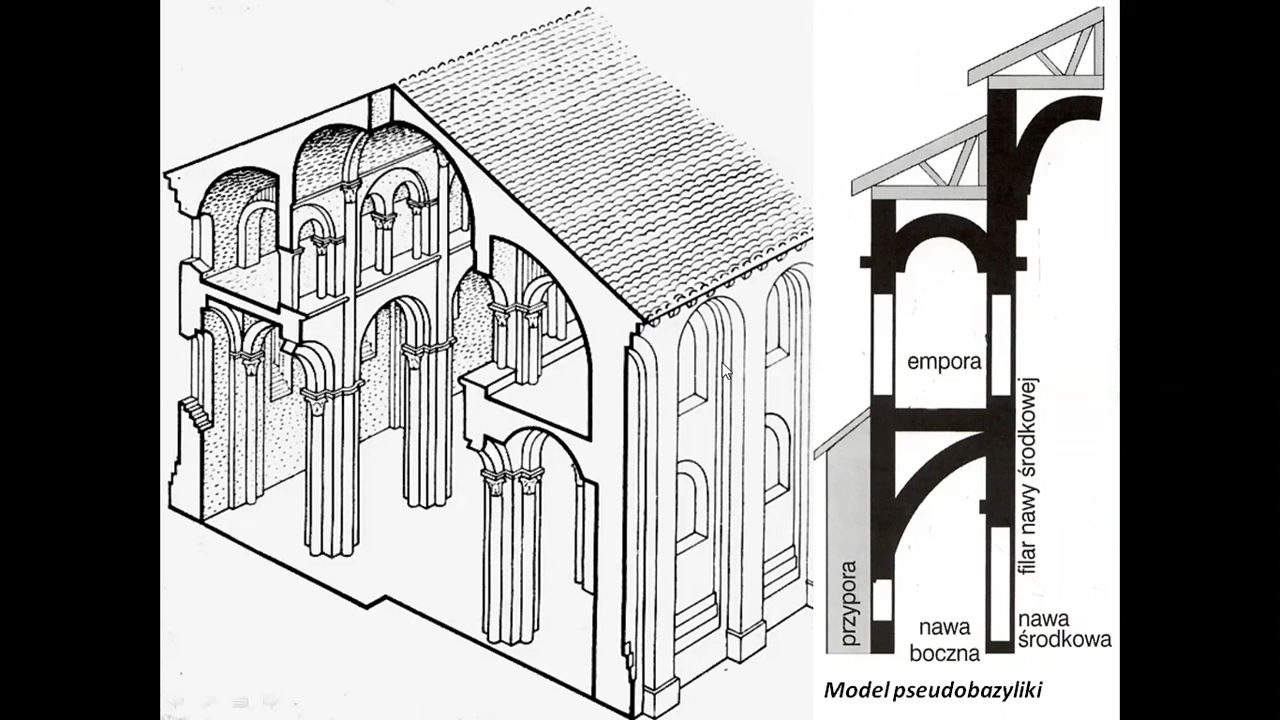 empora
filar nawy środkowej
przypora
nawa
boczna
nawa
środkowa
Model pseudobazyliki